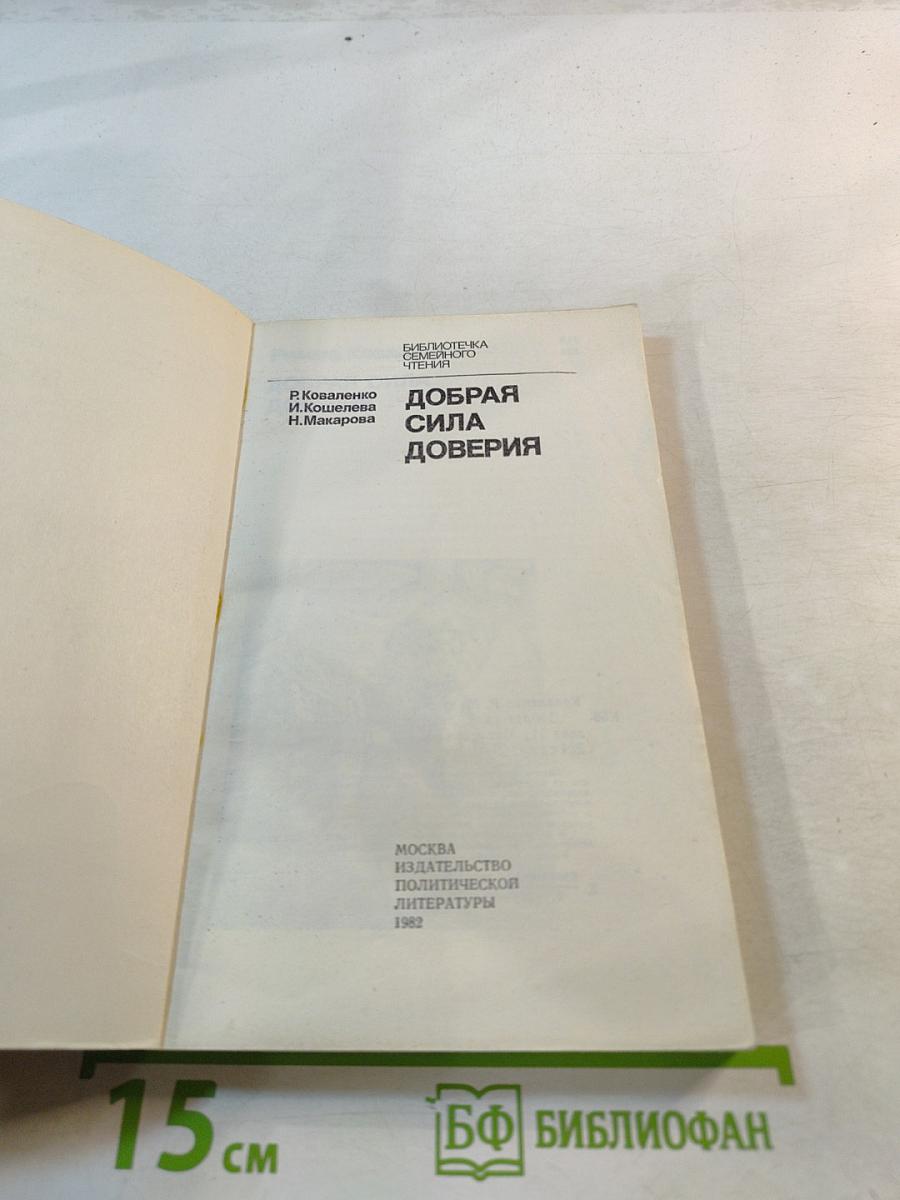 БИБЛИОТЕЧКА
СЕМЕЙНОГО
ЧТЕНИЯ
Р. Коваленко
И. Кошелева
Н. Макарова
ДОБРАЯ
СИЛА
ДОВЕРИЯ
МОСКВА
ИЗДАТЕЛЬСТВО
ПОЛИТИЧЕСКОЙ
ЛИТЕРАТУРЫ
1982
15 см
БФ БИБЛИОФАН